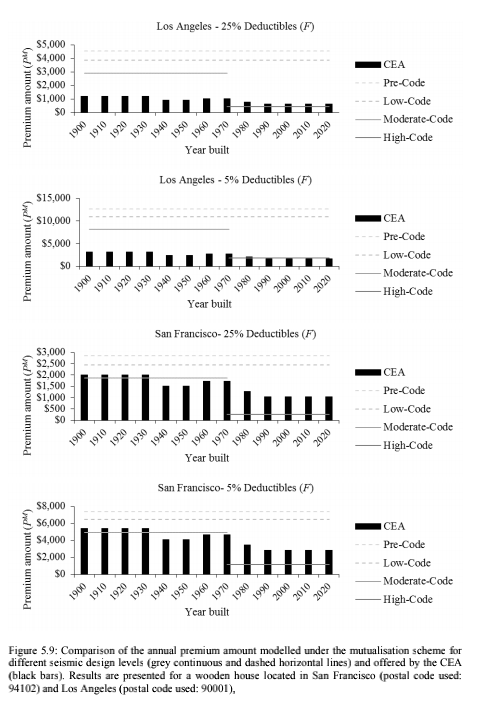 Los Angeles - 25% Deductibles (F)
Premium amount (Pᴹ)
$5,000
$4,000
$3,000
$2,000
$1,000
$0
1900 1910 1920 1930 1940 1950 1960 1970 1980 1990 2000 2010 2020
Year built
CEA
Pre-Code
Low-Code
Moderate-Code
High-Code
Los Angeles - 5% Deductibles (F)
Premium amount (Pᴹ)
$15,000
$10,000
$5,000
$0
1900 1910 1920 1930 1940 1950 1960 1970 1980 1990 2000 2010 2020
Year built
CEA
Pre-Code
Low-Code
Moderate-Code
High-Code
San Francisco- 25% Deductibles (F)
Premium amount (Pᴹ)
$3,000
$2,500
$2,000
$1,500
$1,000
$500
$0
1900 1910 1920 1930 1940 1950 1960 1970 1980 1990 2000 2010 2020
Year built
CEA
Pre-Code
Low-Code
Moderate-Code
High-Code
San Francisco- 5% Deductibles (F)
Premium amount (Pᴹ)
$8,000
$6,000
$4,000
$2,000
$0
1900 1910 1920 1930 1940 1950 1960 1970 1980 1990 2000 2010 2020
Year built
CEA
Pre-Code
Low-Code
Moderate-Code
High-Code
Figure 5.9: Comparison of the annual premium amount modelled under the mutualisation scheme for
different seismic design levels (grey continuous and dashed horizontal lines) and offered by the CEA
(black bars). Results are presented for a wooden house located in San Francisco (postal code used:
94102) and Los Angeles (postal code used: 90001),